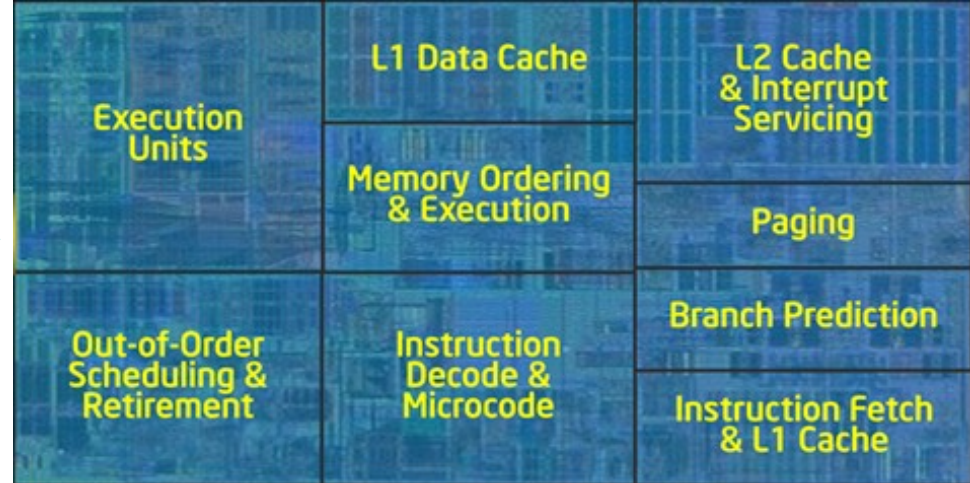 Execution
Units
L1 Data Cache
Memory Ordering
& Execution
L2 Cache
& Interrupt
Servicing
Paging
Out-of-Order
Scheduling &
Retirement
Instruction
Decode &
Microcode
Branch Prediction
Instruction Fetch
& L1 Cache